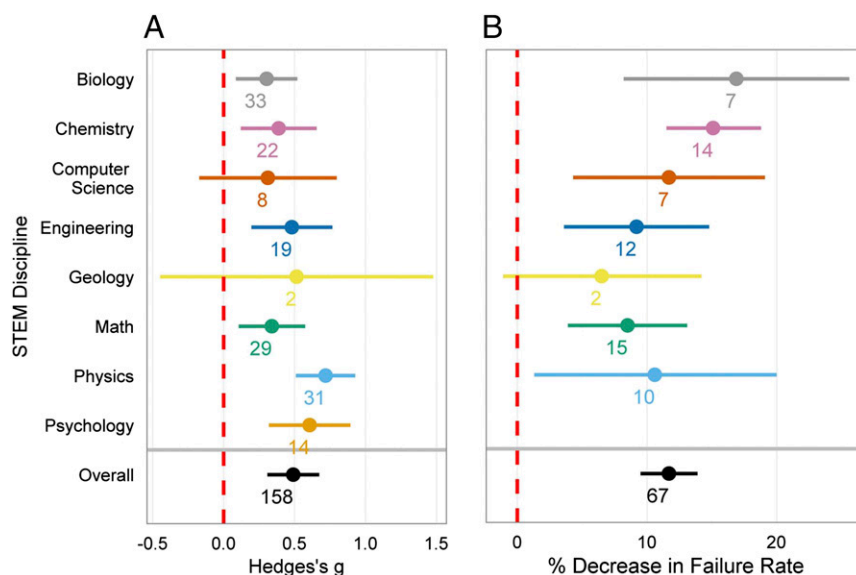 A
B
STEM Discipline
Biology
33
7
Chemistry
22
14
Computer
Science
8
7
Engineering
19
12
Geology
2
2
Math
29
15
Physics
31
10
Psychology
14
Overall
158
67
-0.5 0.0 0.5 1.0 1.5
0 10 20
Hedges's g
% Decrease in Failure Rate